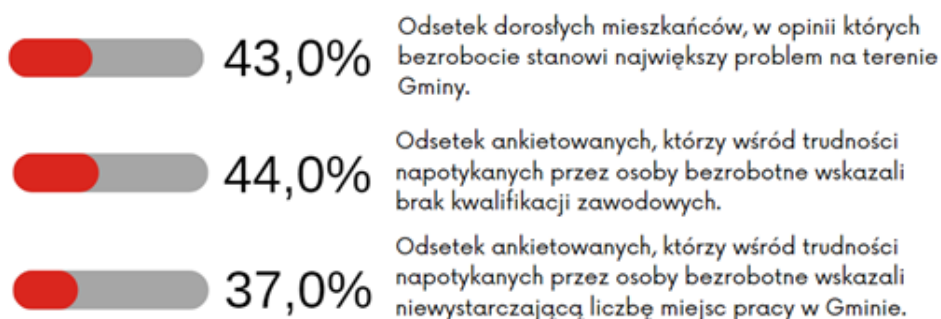 43,0%
Odsetek dorosłych mieszkańców, w opinii których
bezrobocie stanowi największy problem na terenie
Gminy.
44,0%
Odsetek ankietowanych, którzy wśród trudności
napotykanych przez osoby bezrobotne wskazali
brak kwalifikacji zawodowych.
37,0%
Odsetek ankietowanych, którzy wśród trudności
napotykanych przez osoby bezrobotne wskazali
niewystarczającą liczbę miejsc pracy w Gminie.